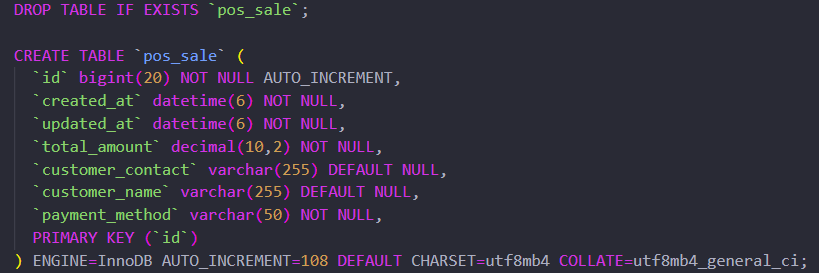 DROP TABLE IF EXISTS `pos_sale`;
CREATE TABLE `pos_sale` (
`id` bigint(20) NOT NULL AUTO_INCREMENT,
`created_at` datetime(6) NOT NULL,
`updated_at` datetime(6) NOT NULL,
`total_amount` decimal(10,2) NOT NULL,
`customer_contact` varchar(255) DEFAULT NULL,
`customer_name` varchar(255) DEFAULT NULL,
`payment_method` varchar(50) NOT NULL,
PRIMARY KEY (`id`)
) ENGINE=InnoDB AUTO_INCREMENT=108 DEFAULT CHARSET=utf8mb4 COLLATE=utf8mb4_general_ci;